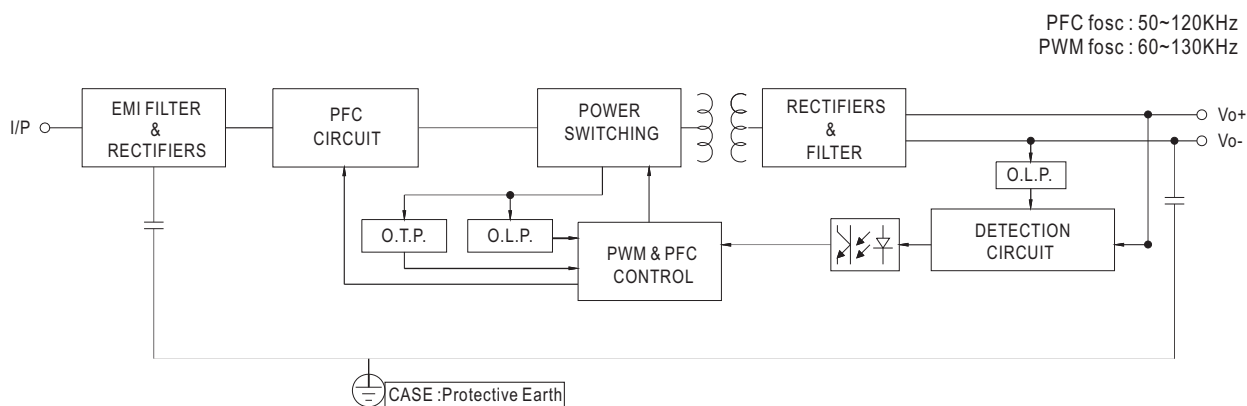 PFC fosc : 50~120KHz
PWM fosc : 60~130KHz
I/P
EMI FILTER
&
RECTIFIERS
PFC
CIRCUIT
POWER
SWITCHING
RECTIFIERS
&
FILTER
Vo+
Vo-
O.L.P.
O.T.P.
O.L.P.
PWM & PFC
CONTROL
DETECTION
CIRCUIT
CASE :Protective Earth